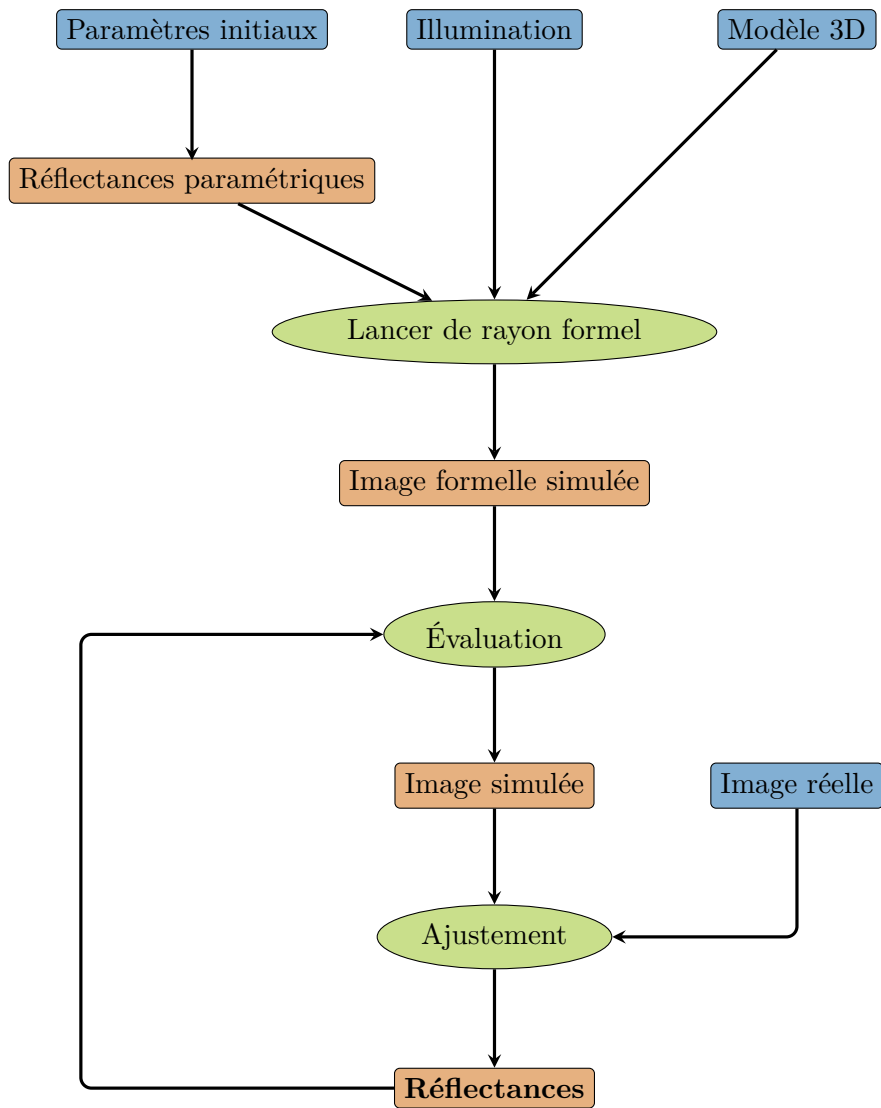 Paramètres initiaux
Illumination
Modèle 3D
Réflectances paramétriques
Lancer de rayon formel
Image formelle simulée
Évaluation
Image simulée
Image réelle
Ajustement
Réflectances